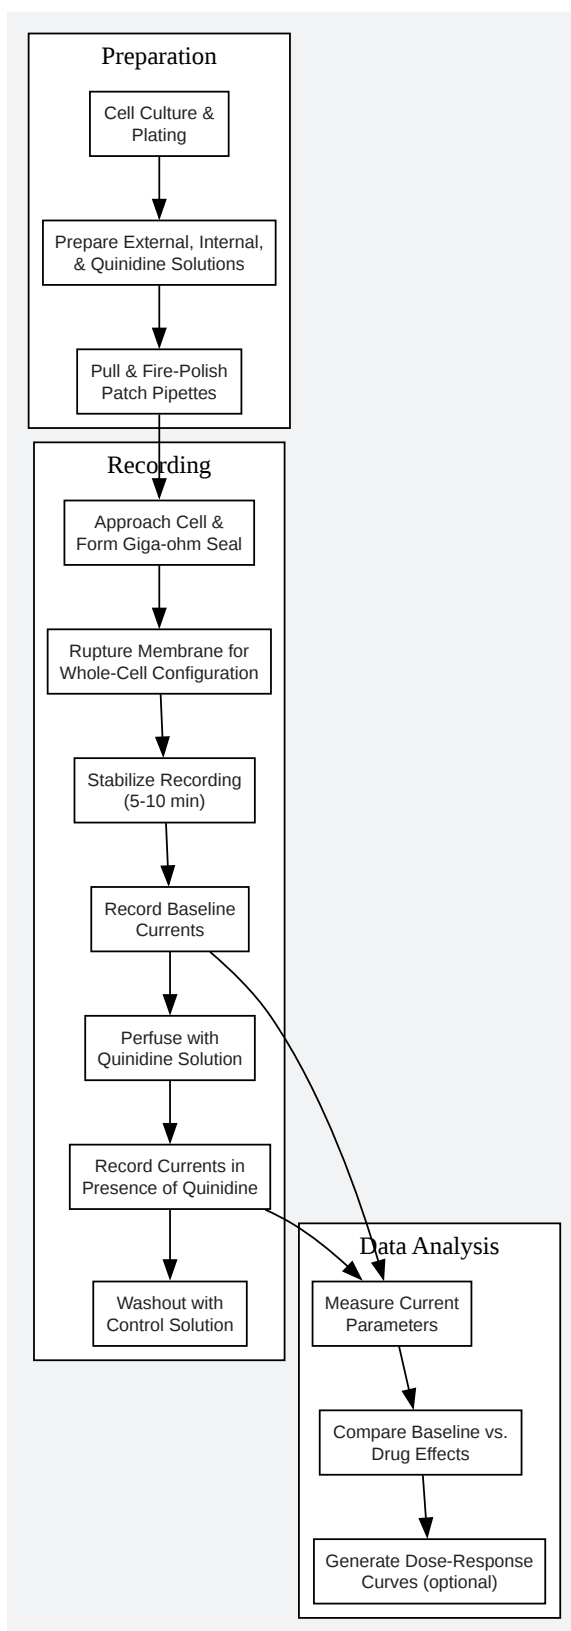 Preparation
Cell Culture &
Plating
Prepare External, Internal,
& Quinidine Solutions
Pull & Fire-Polish
Patch Pipettes
Recording
Approach Cell &
Form Giga-ohm Seal
Rupture Membrane for
Whole-Cell Configuration
Stabilize Recording
(5-10 min)
Record Baseline
Currents
Perfuse with
Quinidine Solution
Record Currents in
Presence of Quinidine
Washout with
Control Solution
Data Analysis
Measure Current
Parameters
Compare Baseline vs.
Drug Effects
Generate Dose-Response
Curves (optional)